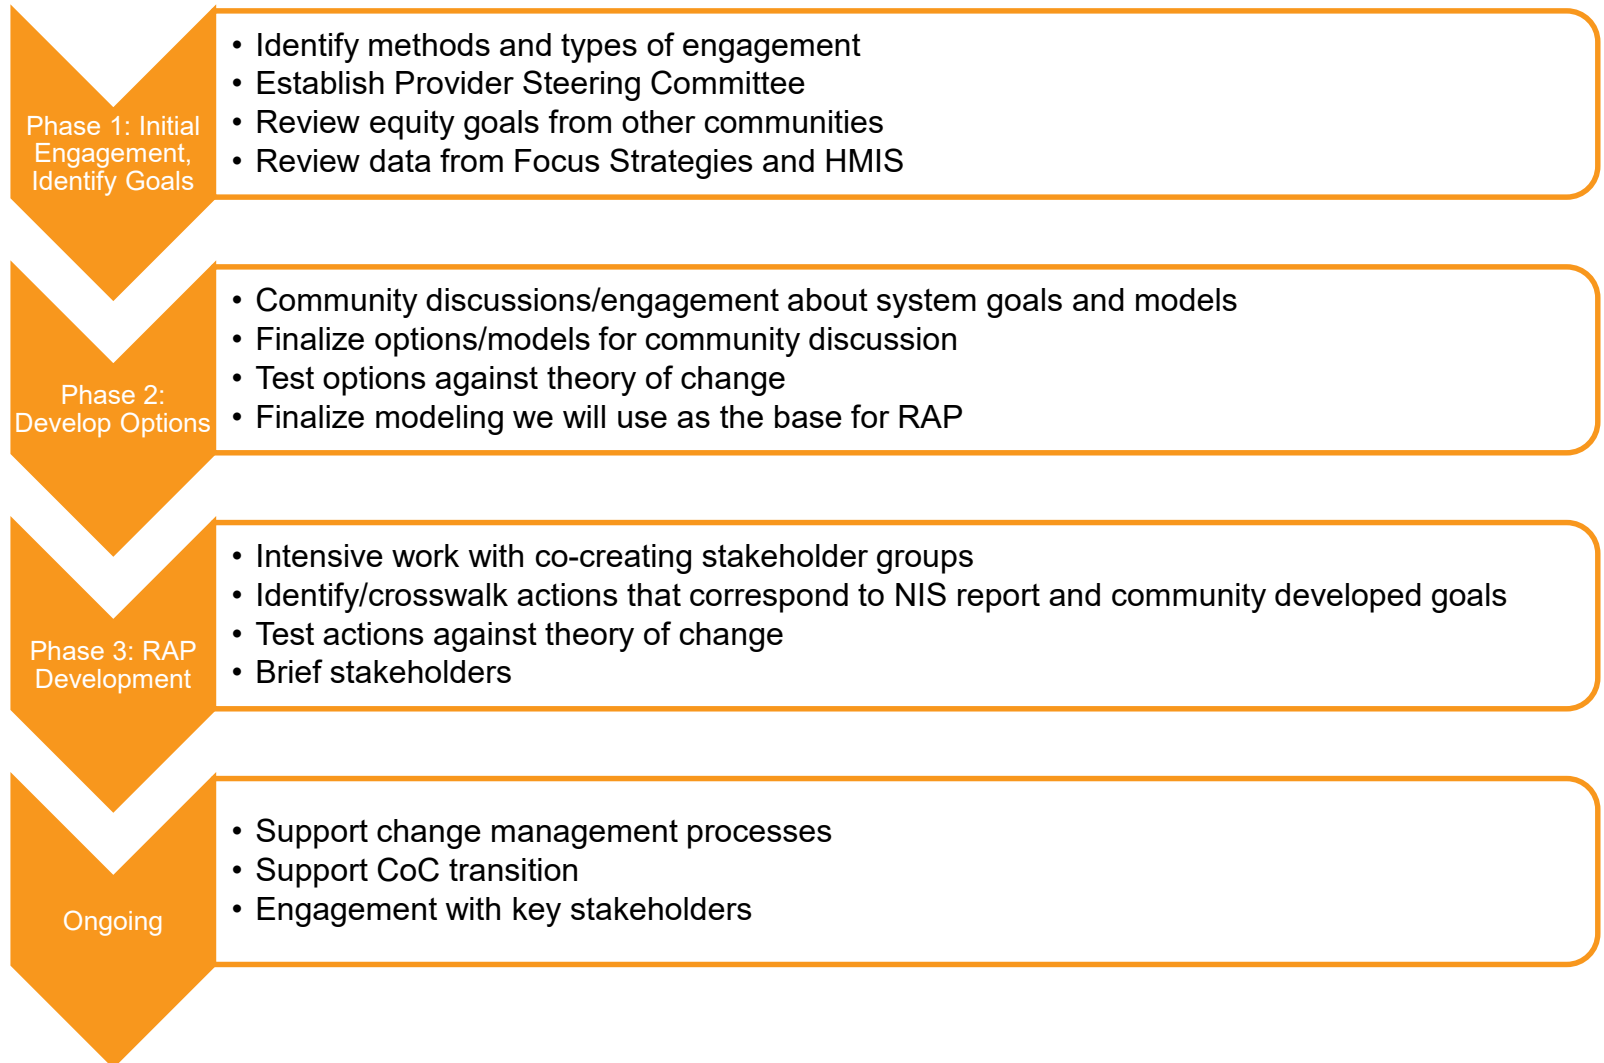 Phase 1: Initial
Engagement,
Identify Goals
• Identify methods and types of engagement
• Establish Provider Steering Committee
• Review equity goals from other communities
• Review data from Focus Strategies and HMIS
Phase 2:
Develop Options
• Community discussions/engagement about system goals and models
• Finalize options/models for community discussion
• Test options against theory of change
• Finalize modeling we will use as the base for RAP
Phase 3: RAP
Development
• Intensive work with co-creating stakeholder groups
• Identify/crosswalk actions that correspond to NIS report and community developed goals
• Test actions against theory of change
• Brief stakeholders
Ongoing
• Support change management processes
• Support CoC transition
• Engagement with key stakeholders